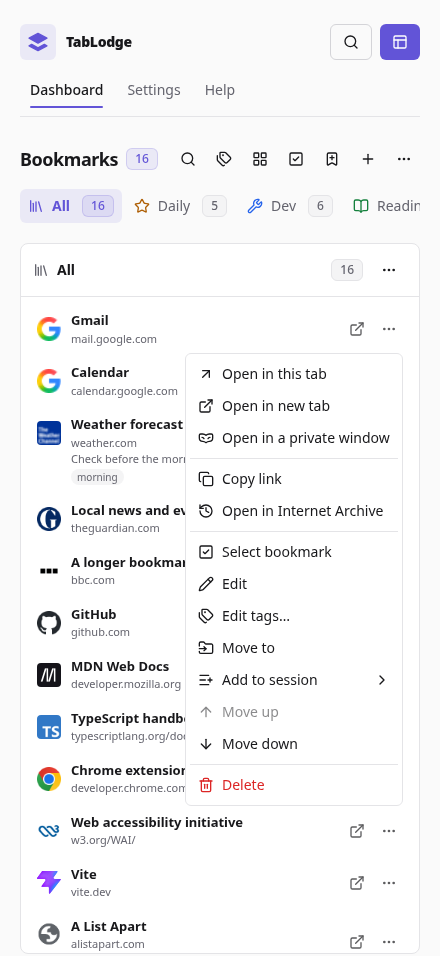 TabLodge
Dashboard Settings Help
Bookmarks 16
All 16 Daily 5 Dev 6 Readin
All 16
Gmail
mail.google.com
Calendar
calendar.google.com
Weather forecast
weather.com
Check before the morn
morning
Local news and ev
theguardian.com
A longer bookmar
bbc.com
GitHub
github.com
MDN Web Docs
developer.mozilla.org
TypeScript handbo
typescriptlang.org/doc
Chrome extension
developer.chrome.com
Web accessibility initiative
w3.org/WAI/
Vite
vite.dev
A List Apart
alistapart.com
Open in this tab
Open in new tab
Open in a private window
Copy link
Open in Internet Archive
Select bookmark
Edit
Edit tags...
Move to
Add to session
Move up
Move down
Delete